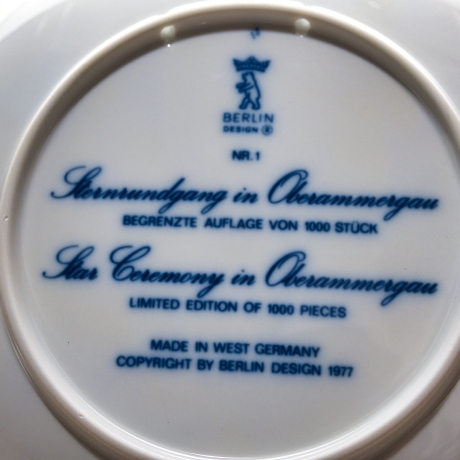 BERLIN
DESIGN ®
NR.1
Sternrundgang in Oberammergau
BEGRENZTE AUFLAGE VON 1000 STÜCK
Star Ceremony in Oberammergau
LIMITED EDITION OF 1000 PIECES
MADE IN WEST GERMANY
COPYRIGHT BY BERLIN DESIGN 1977